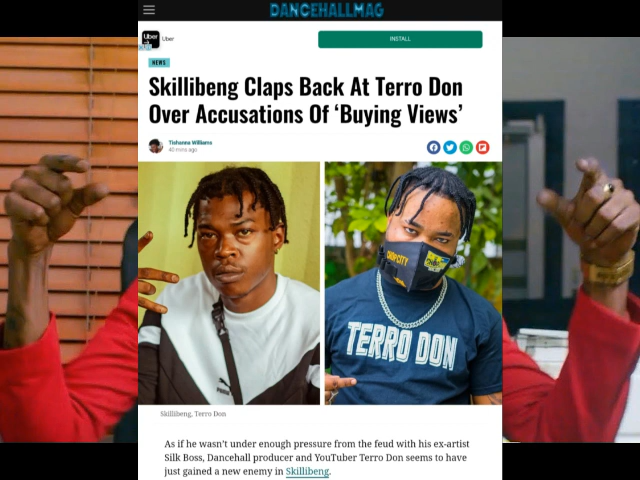 DANCEHALLMAG
Uber
Uber
INSTALL
NEWS
Skillibeng Claps Back At Terro Don
Over Accusations Of ‘Buying Views’
Tishanna Williams
40 mins ago
CHOPCITY
TERRO DON
Skillibeng, Terro Don
As if he wasn’t under enough pressure from the feud with his ex-artist
Silk Boss, Dancehall producer and YouTuber Terro Don seems to have
just gained a new enemy in Skillibeng.